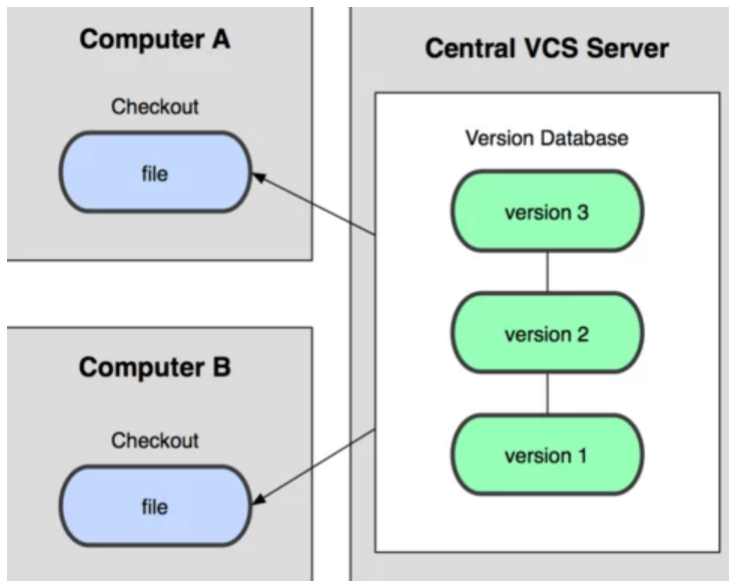 Computer A
Checkout
file
Computer B
Checkout
file
Central VCS Server
Version Database
version 3
version 2
version 1